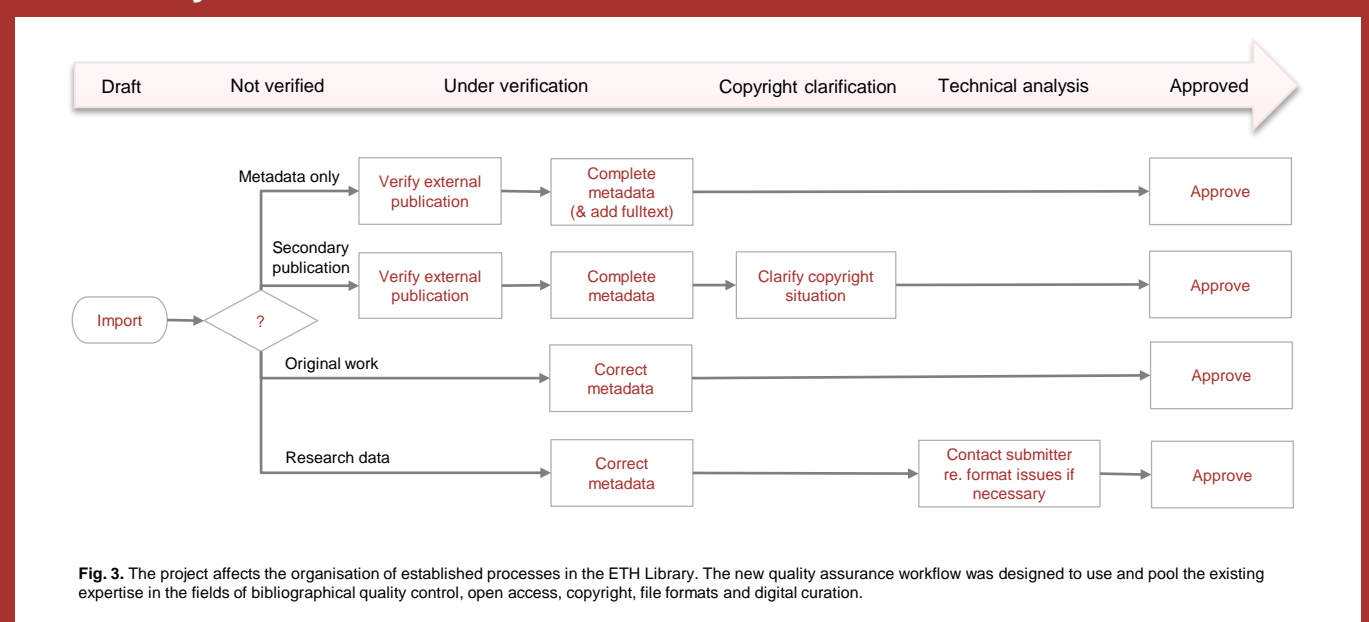 Draft
Not verified
Under verification
Copyright clarification
Technical analysis
Approved
Metadata only
Verify external
publication
Complete
metadata
(& add fulltext)
Approve
Secondary
publication
Verify external
publication
Complete
metadata
Clarify copyright
situation
Approve
Import
?
Original work
Correct
metadata
Approve
Research data
Correct
metadata
Contact submitter
re. format issues if
necessary
Approve
Fig. 3. The project affects the organisation of established processes in the ETH Library. The new quality assurance workflow was designed to use and pool the existing
expertise in the fields of bibliographical quality control, open access, copyright, file formats and digital curation.